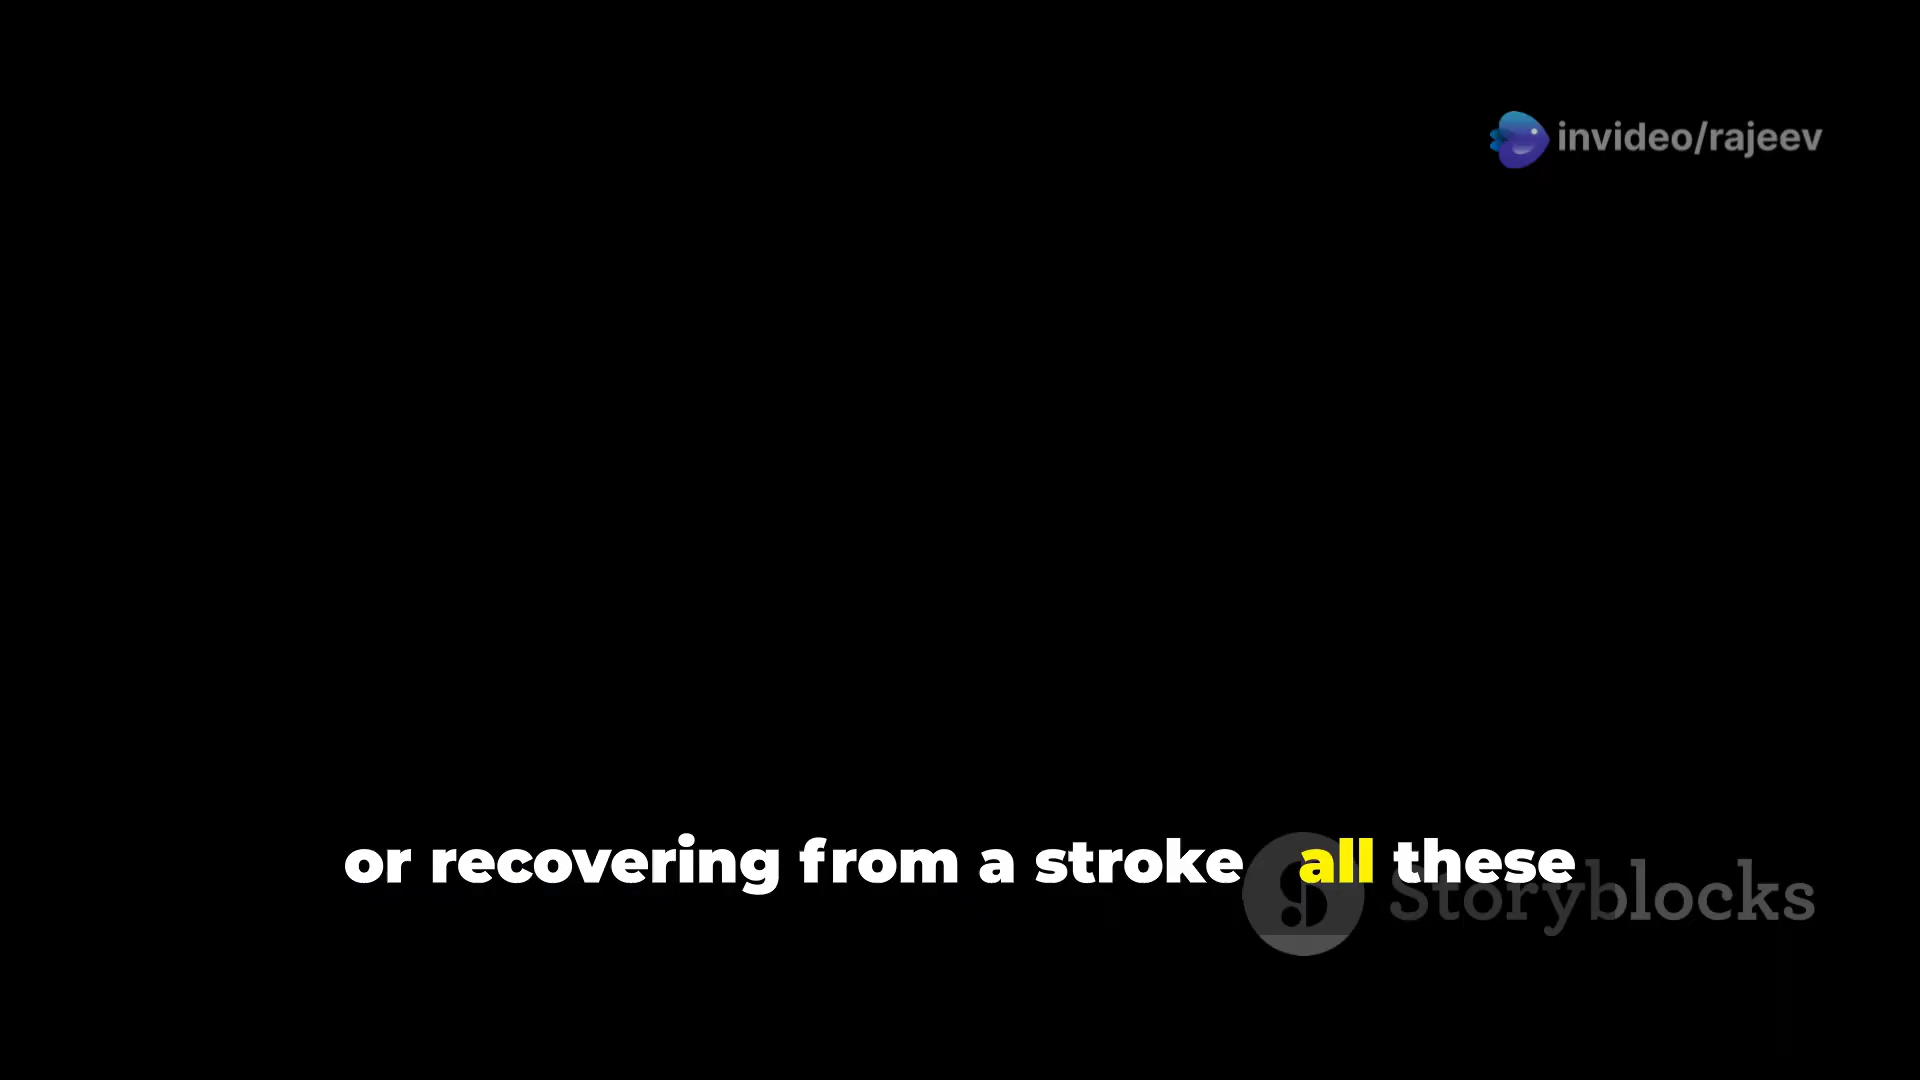 invideo/rajeev
or recovering from a stroke all these
Storyblocks